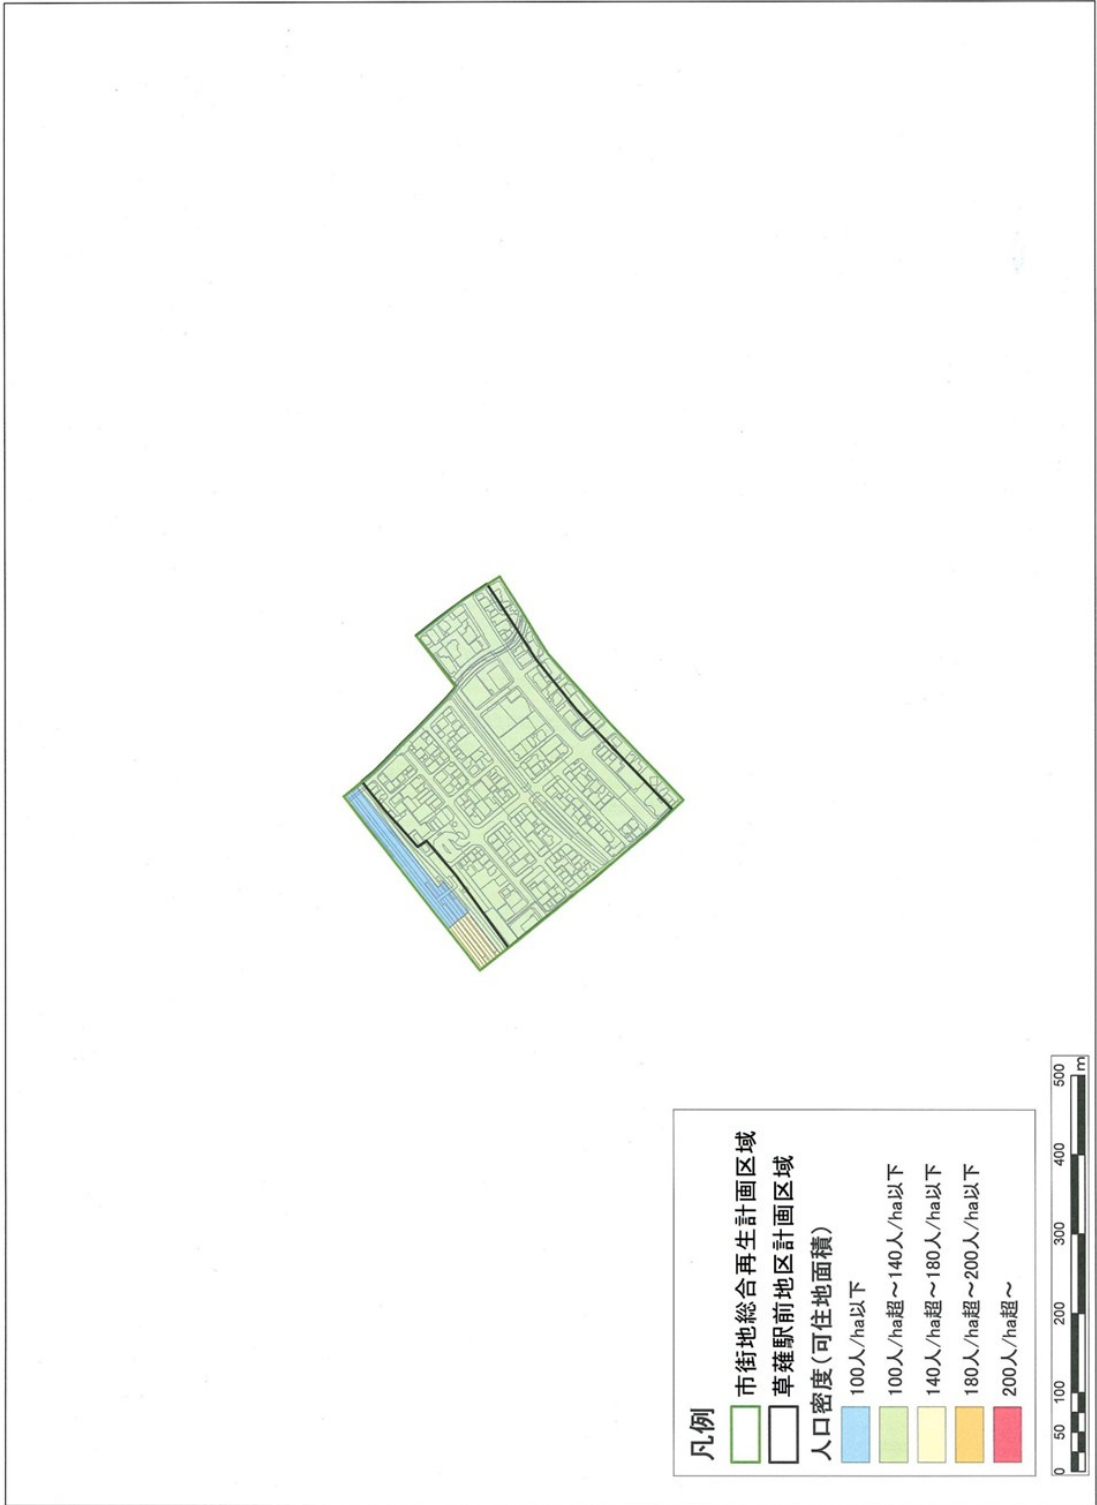 凡例
市街地総合再生計画区域
草薙駅前地区計画区域
人口密度(可住地面積)
100人/ha以下
100人/ha超~140人/ha以下
140人/ha超~180人/ha以下
180人/ha超~200人/ha以下
200人/ha超~
0 50 100 200 300 400 500
m